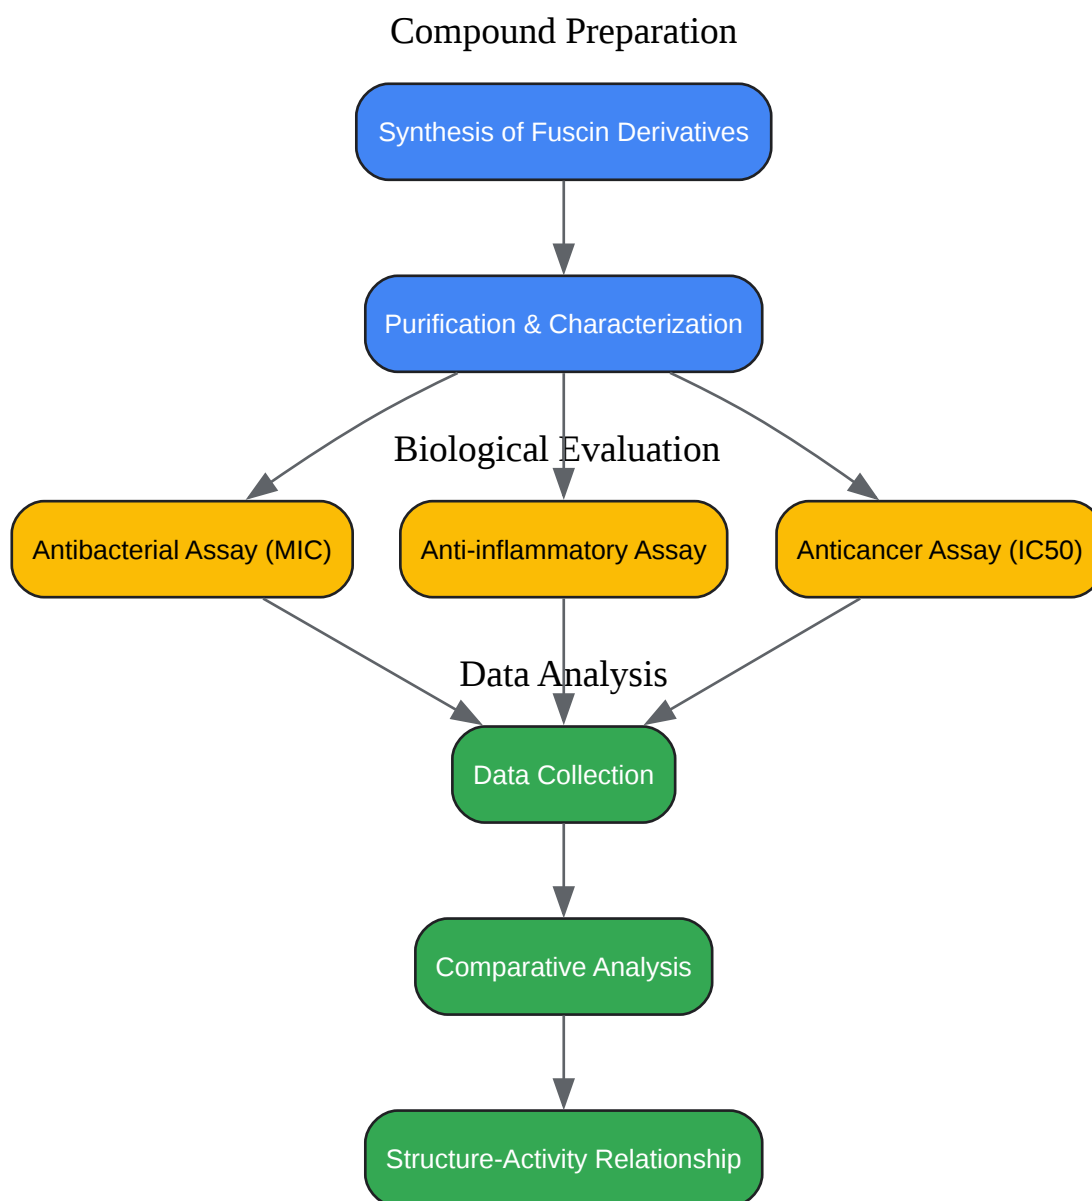 Compound Preparation
Synthesis of Fuscin Derivatives
Purification & Characterization
Biological Evaluation
Antibacterial Assay (MIC)
Anti-inflammatory Assay
Anticancer Assay (IC50)
Data Analysis
Data Collection
Comparative Analysis
Structure-Activity Relationship